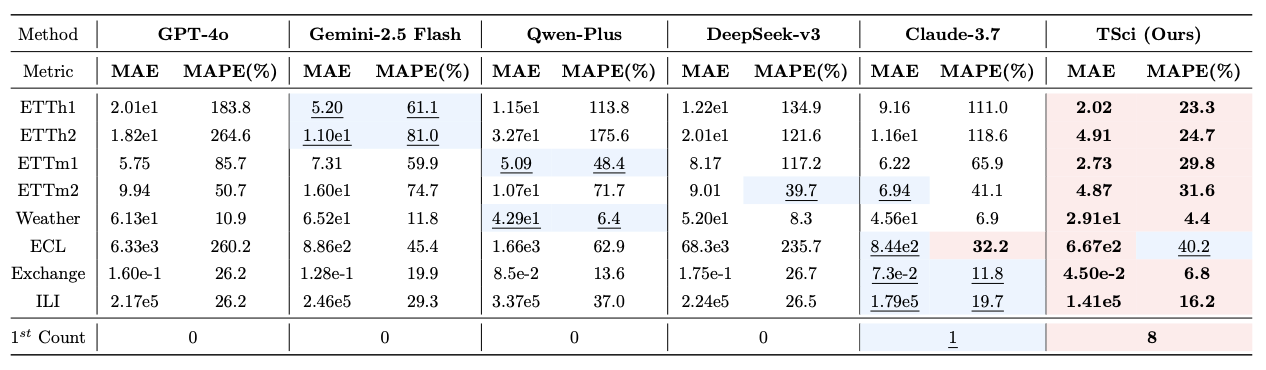 Method GPT-4o Gemini-2.5 Flash Qwen-Plus DeepSeek-v3 Claude-3.7 TSci (Ours)
Metric MAE MAPE(%) MAE MAPE(%) MAE MAPE(%) MAE MAPE(%) MAE MAPE(%) MAE MAPE(%)
ETTh1 2.01e1 183.8 5.20 61.1 1.15e1 113.8 1.22e1 134.9 9.16 111.0 2.02 23.3
ETTh2 1.82e1 264.6 1.10e1 81.0 3.27e1 175.6 2.01e1 121.6 1.16e1 118.6 4.91 24.7
ETTm1 5.75 85.7 7.31 59.9 5.09 48.4 8.17 117.2 6.22 65.9 2.73 29.8
ETTm2 9.94 50.7 1.60e1 74.7 1.07e1 71.7 9.01 39.7 6.94 41.1 4.87 31.6
Weather 6.13e1 10.9 6.52e1 11.8 4.29e1 6.4 5.20e1 8.3 4.56e1 6.9 2.91e1 4.4
ECL 6.33e3 260.2 8.86e2 45.4 1.66e3 62.9 68.3e3 235.7 8.44e2 32.2 6.67e2 40.2
Exchange 1.60e-1 26.2 1.28e-1 19.9 8.5e-2 13.6 1.75e-1 26.7 7.3e-2 11.8 4.50e-2 6.8
ILI 2.17e5 26.2 2.46e5 29.3 3.37e5 37.0 2.24e5 26.5 1.79e5 19.7 1.41e5 16.2
1st Count 0 0 0 0 1 8